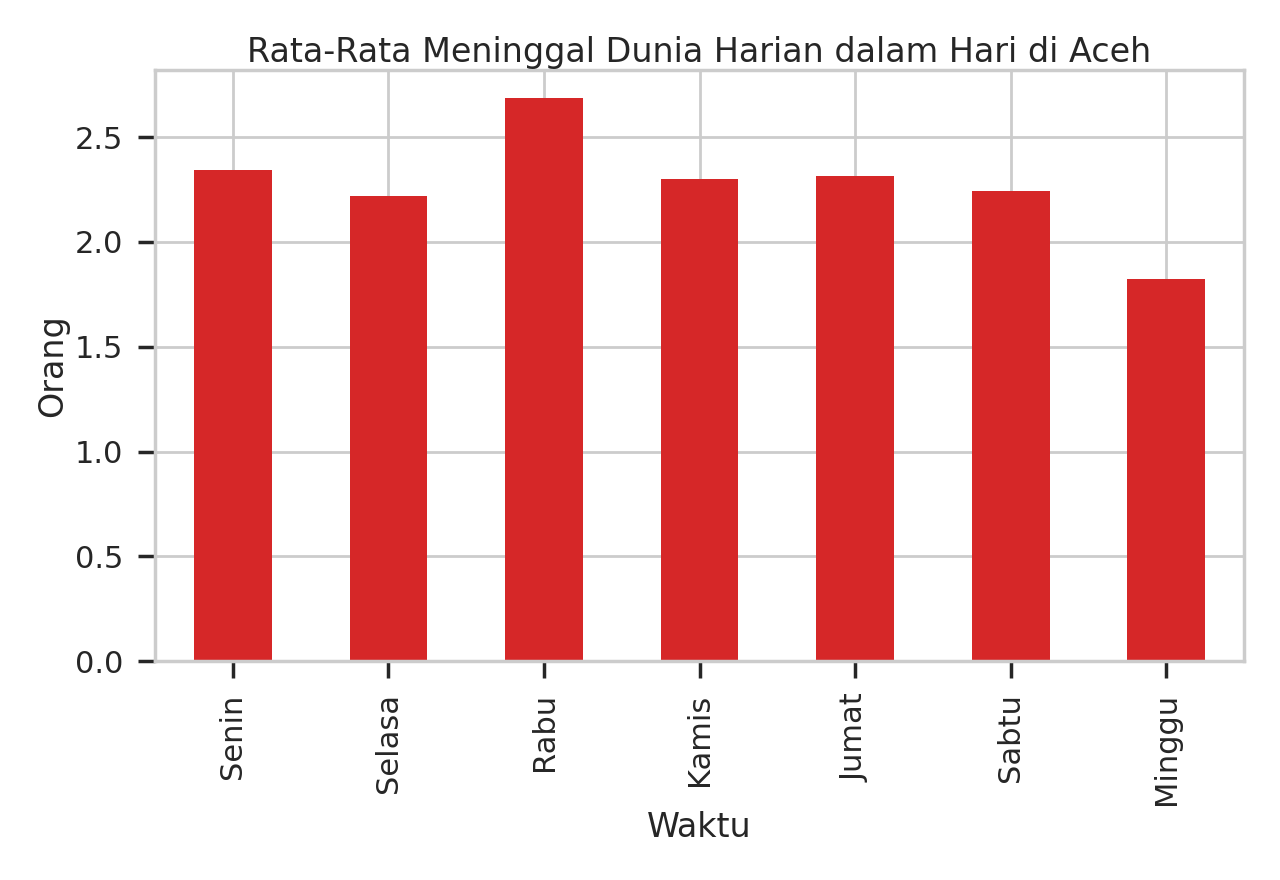 Rata-Rata Meninggal Dunia Harian dalam Hari di Aceh
2.5
2.0
1.5
1.0
0.5
0.0
Orang
Senin
Selasa
Rabu
Kamis
Jumat
Sabtu
Minggu
Waktu